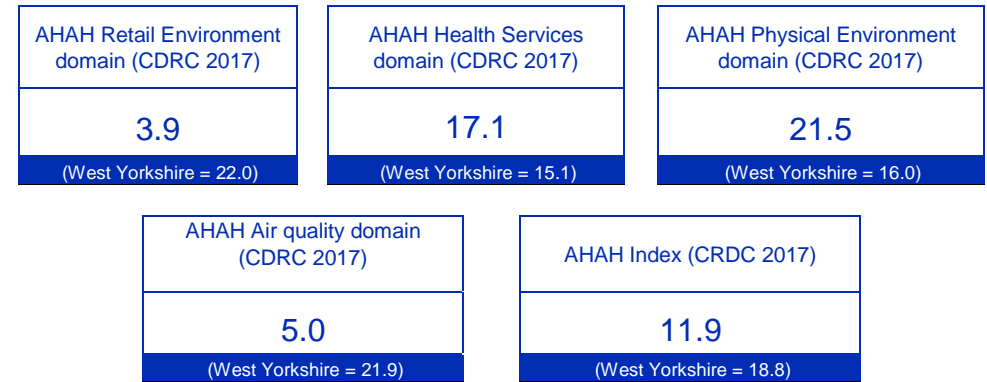 AHAH Retail Environment
domain (CDRC 2017)
3.9
(West Yorkshire = 22.0)
AHAH Health Services
domain (CDRC 2017)
17.1
(West Yorkshire = 15.1)
AHAH Physical Environment
domain (CDRC 2017)
21.5
(West Yorkshire = 16.0)
AHAH Air quality domain
(CDRC 2017)
5.0
(West Yorkshire = 21.9)
AHAH Index (CRDC 2017)
11.9
(West Yorkshire = 18.8)